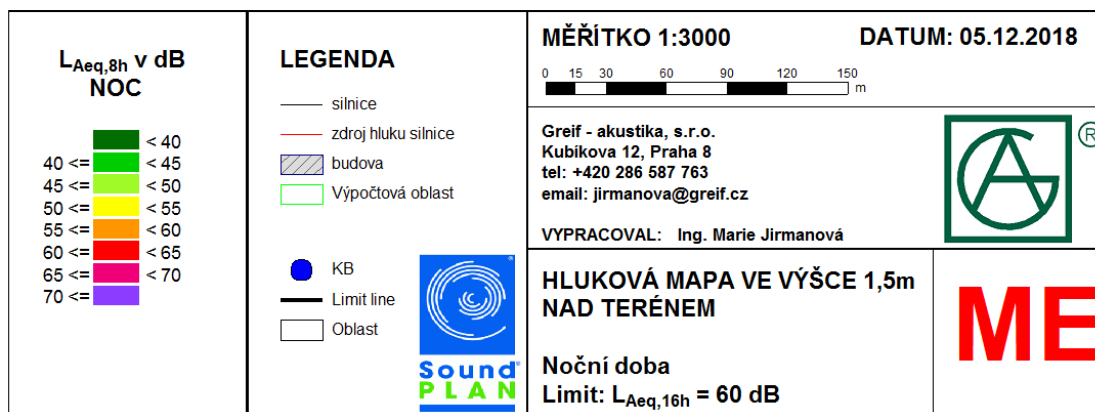 L_Aeq,8h v dB
NOC
< 40
40 <= < 45
45 <= < 50
50 <= < 55
55 <= < 60
60 <= < 65
65 <= < 70
70 <=
LEGENDA
silnice
zdroj hluku silnice
budova
Výpočtová oblast
KB
Limit line
Oblast
Sound
PLAN
MĚŘÍTKO 1:3000 DATUM: 05.12.2018
0 15 30 60 90 120 150
m
Greif - akustika, s.r.o.
Kubíkova 12, Praha 8
tel: +420 286 587 763
email: jirmanova@greif.cz
VYPRACOVAL: Ing. Marie Jirmanová
®
HLUKOVÁ MAPA VE VÝŠCE 1,5m
NAD TERÉNEM
Noční doba
Limit: L_Aeq,16h = 60 dB
ME